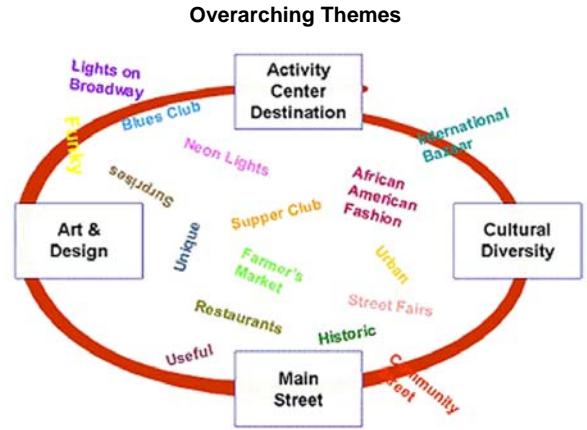 Overarching Themes
Lights on
Broadway
Activity
Center
Destination
Blues Club
Funky
International
Bazaar
Neon Lights
Surprises
African
American
Fashion
Supper Club
Art &
Design
Unique
Cultural
Diversity
Farmer's
Market
Urban
Street Fairs
Restaurants
Historic
Useful
Main
Street
Community